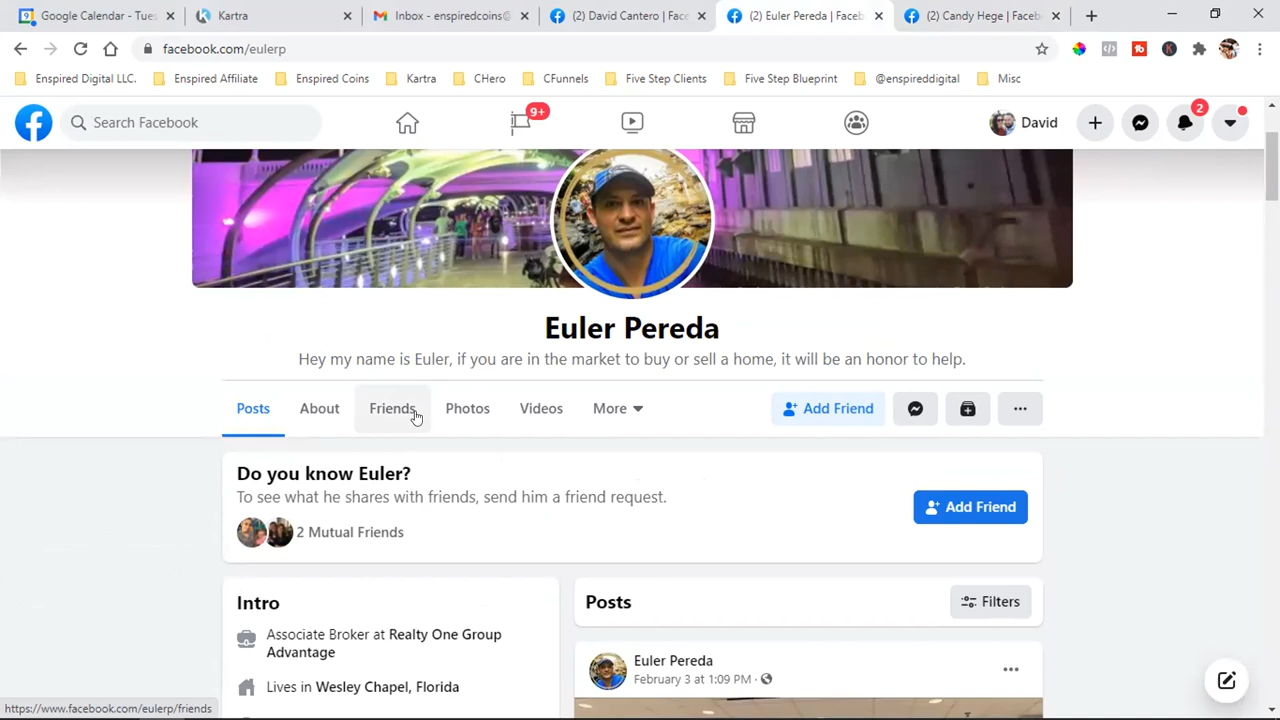 Google Calendar - Tues
Kartra
Inbox - enspiredcoins@
(2) David Cantero | Face
(2) Euler Pereda | Faceb
(2) Candy Hege | Faceb
facebook.com/eulerp
Enspired Digital LLC.
Enspired Affiliate
Enspired Coins
Kartra
CHero
CFunnels
Five Step Clients
Five Step Blueprint
@enspireddigital
Misc
Search Facebook
9+
David
2
Euler Pereda
Hey my name is Euler, if you are in the market to buy or sell a home, it will be an honor to help.
Posts
About
Friends
Photos
Videos
More
Add Friend
Do you know Euler?
To see what he shares with friends, send him a friend request.
2 Mutual Friends
Add Friend
Intro
Associate Broker at Realty One Group
Advantage
Lives in Wesley Chapel, Florida
Posts
Filters
Euler Pereda
February 3 at 1:09 PM ·
https://www.facebook.com/eulerp/friends